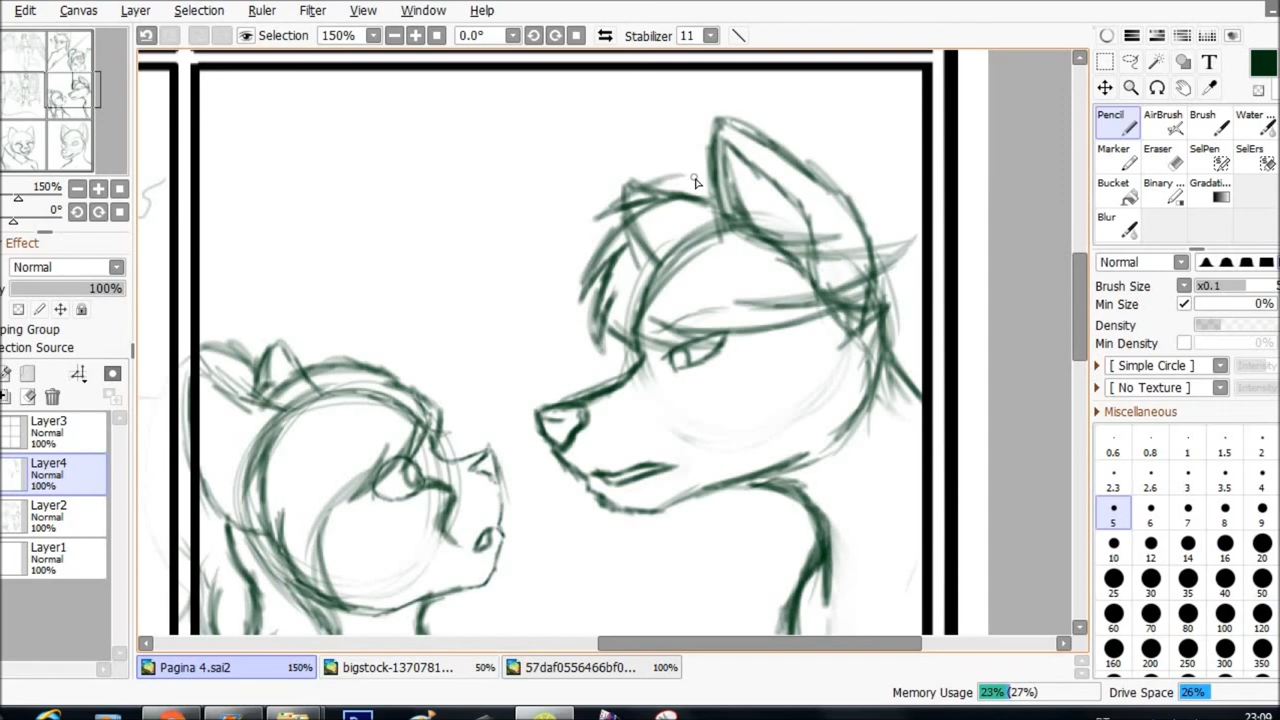 Edit Canvas Layer Selection Ruler Filter View Window Help
Selection 150% 0.0° Stabilizer 11
150%
0°
Effect
Normal
100%
ping Group
ection Source
Layer3
Normal
100%
Layer4
Normal
100%
Layer2
Normal
100%
Layer1
Normal
100%
T
Pencil AirBrush Brush Water ...
Marker Eraser SelPen SelErs
Bucket Binary ... Gradati...
Blur
Normal
Brush Size x0.1 5
Min Size 0%
Density
Min Density 0%
[ Simple Circle ] Intensity
[ No Texture ] Intensity
Miscellaneous
0.6 0.8 1 1.5 2
2.3 2.6 3 3.5 4
5 6 7 8 9
10 12 14 16 20
25 30 35 40 50
60 70 80 100 120
160 200 250 300 350
Pagina 4.sai2 150% bigstock-1370781... 50% 57daf0556466bf0... 100%
Memory Usage 23% (27%) Drive Space 26%
23:09